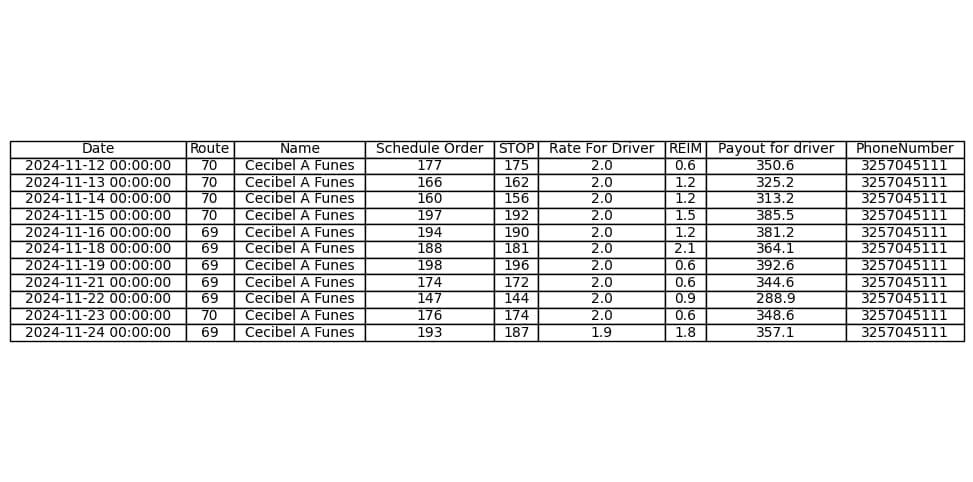 Date Route Name Schedule Order STOP Rate For Driver REIM Payout for driver PhoneNumber
2024-11-12 00:00:00 70 Cecibel A Funes 177 175 2.0 0.6 350.6 3257045111
2024-11-13 00:00:00 70 Cecibel A Funes 166 162 2.0 1.2 325.2 3257045111
2024-11-14 00:00:00 70 Cecibel A Funes 160 156 2.0 1.2 313.2 3257045111
2024-11-15 00:00:00 70 Cecibel A Funes 197 192 2.0 1.5 385.5 3257045111
2024-11-16 00:00:00 69 Cecibel A Funes 194 190 2.0 1.2 381.2 3257045111
2024-11-18 00:00:00 69 Cecibel A Funes 188 181 2.0 2.1 364.1 3257045111
2024-11-19 00:00:00 69 Cecibel A Funes 198 196 2.0 0.6 392.6 3257045111
2024-11-21 00:00:00 69 Cecibel A Funes 174 172 2.0 0.6 344.6 3257045111
2024-11-22 00:00:00 69 Cecibel A Funes 147 144 2.0 0.9 288.9 3257045111
2024-11-23 00:00:00 70 Cecibel A Funes 176 174 2.0 0.6 348.6 3257045111
2024-11-24 00:00:00 69 Cecibel A Funes 193 187 1.9 1.8 357.1 3257045111